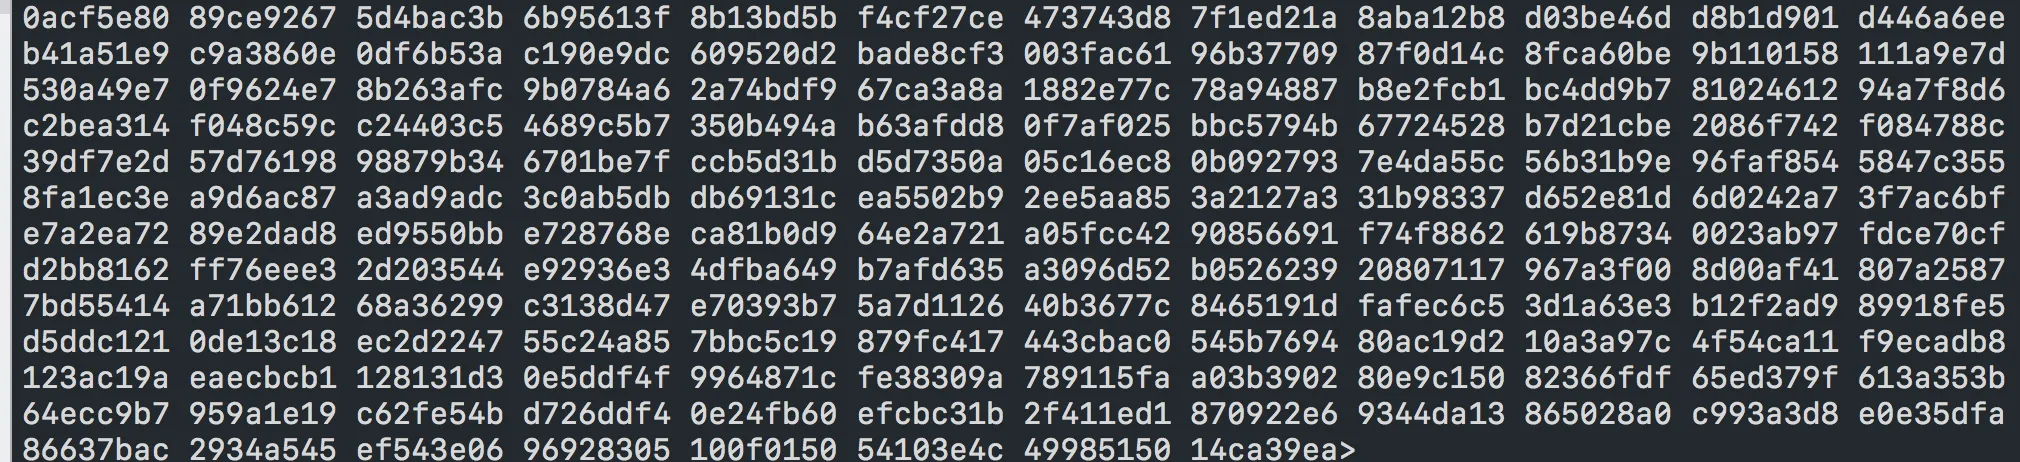 0acf5e80 89ce9267 5d4bac3b 6b95613f 8b13bd5b f4cf27ce 473743d8 7f1ed21a 8aba12b8 d03be46d d8b1d901 d446a6ee
b41a51e9 c9a3860e 0df6b53a c190e9dc 609520d2 bade8cf3 003fac61 96b37709 87f0d14c 8fca60be 9b110158 111a9e7d
530a49e7 0f9624e7 8b263afc 9b0784a6 2a74bdf9 67ca3a8a 1882e77c 78a94887 b8e2fcb1 bc4dd9b7 81024612 94a7f8d6
c2bea314 f048c59c c24403c5 4689c5b7 350b494a b63afdd8 0f7af025 bbc5794b 67724528 b7d21cbe 2086f742 f084788c
39df7e2d 57d76198 98879b34 6701be7f ccb5d31b d5d7350a 05c16ec8 0b092793 7e4da55c 56b31b9e 96faf854 5847c355
8fa1ec3e a9d6ac87 a3ad9adc 3c0ab5db db69131c ea5502b9 2ee5aa85 3a2127a3 31b98337 d652e81d 6d0242a7 3f7ac6bf
e7a2ea72 89e2dad8 ed9550bb e728768e ca81b0d9 64e2a721 a05fcc42 90856691 f74f8862 619b8734 0023ab97 fdce70cf
d2bb8162 ff76eee3 2d203544 e92936e3 4dfba649 b7afd635 a3096d52 b0526239 20807117 967a3f00 8d00af41 807a2587
7bd55414 a71bb612 68a36299 c3138d47 e70393b7 5a7d1126 40b3677c 8465191d fafec6c5 3d1a63e3 b12f2ad9 89918fe5
d5ddc121 0de13c18 ec2d2247 55c24a85 7bbc5c19 879fc417 443cbac0 545b7694 80ac19d2 10a3a97c 4f54ca11 f9ecadb8
123ac19a eaecbcb1 128131d3 0e5ddf4f 9964871c fe38309a 789115fa a03b3902 80e9c150 82366fdf 65ed379f 613a353b
64ecc9b7 959a1e19 c62fe54b d726ddf4 0e24fb60 efcbc31b 2f411ed1 870922e6 9344da13 865028a0 c993a3d8 e0e35dfa
86637bac 2934a545 ef543e06 96928305 100f0150 54103e4c 49985150 14ca39ea>